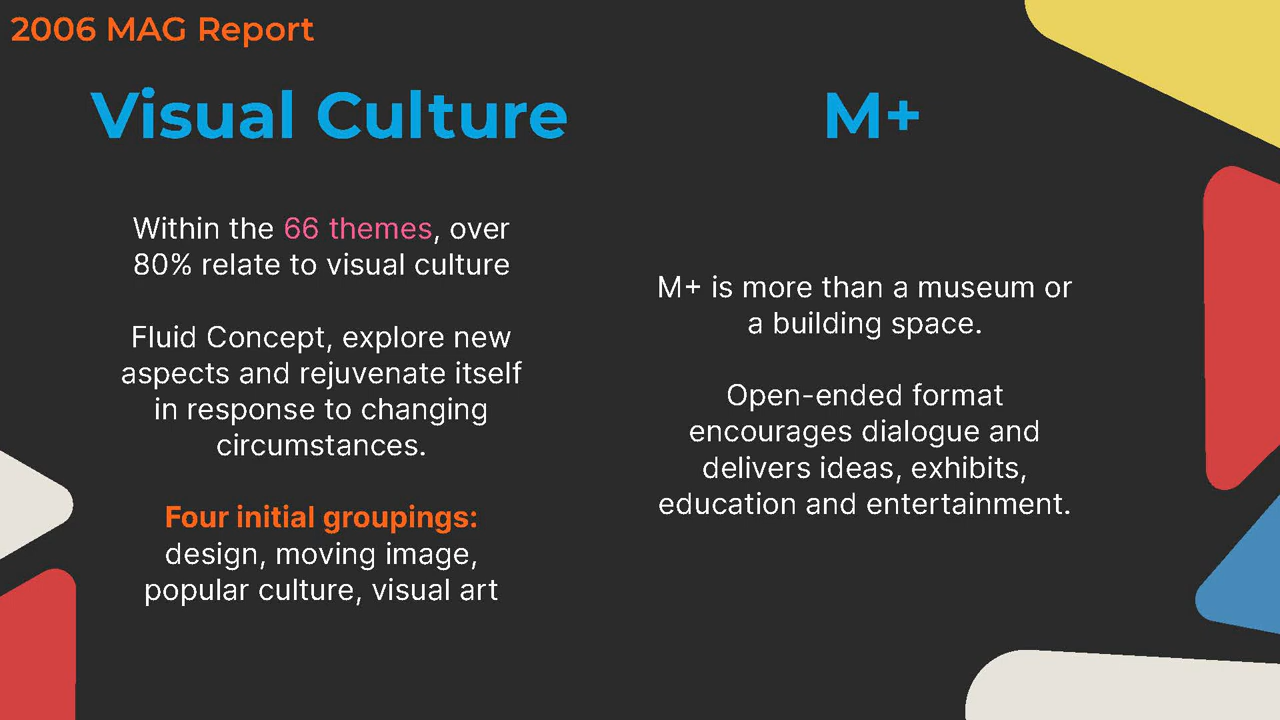 2006 MAG Report
Visual Culture
Within the 66 themes, over
80% relate to visual culture
Fluid Concept, explore new
aspects and rejuvenate itself
in response to changing
circumstances.
Four initial groupings:
design, moving image,
popular culture, visual art
M+
M+ is more than a museum or
a building space.
Open-ended format
encourages dialogue and
delivers ideas, exhibits,
education and entertainment.